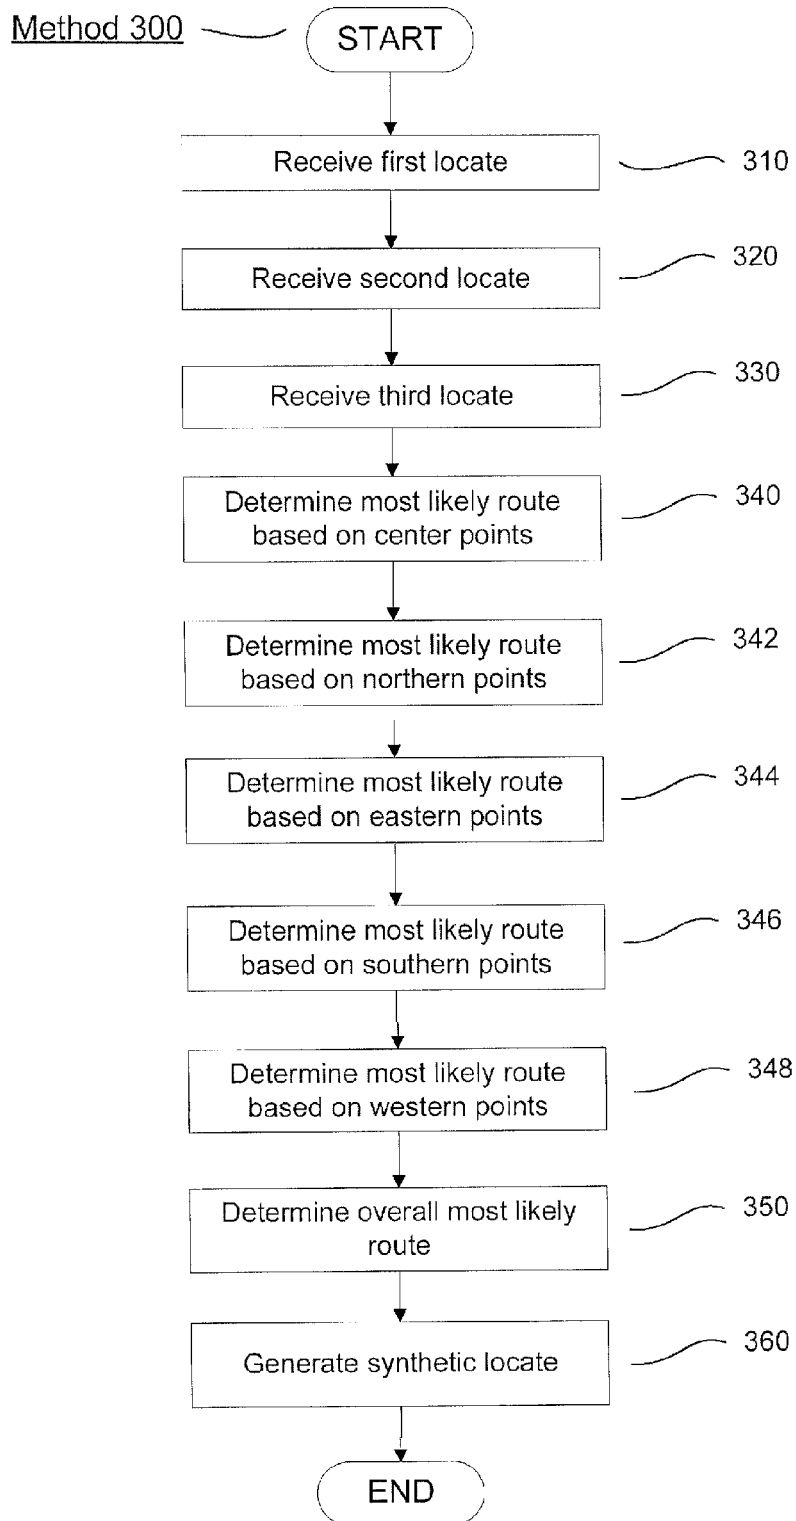 Method 300
START
Receive first locate
310
Receive second locate
320
Receive third locate
330
Determine most likely route
based on center points
340
Determine most likely route
based on northern points
342
Determine most likely route
based on eastern points
344
Determine most likely route
based on southern points
346
Determine most likely route
based on western points
348
Determine overall most likely
route
350
Generate synthetic locate
360
END